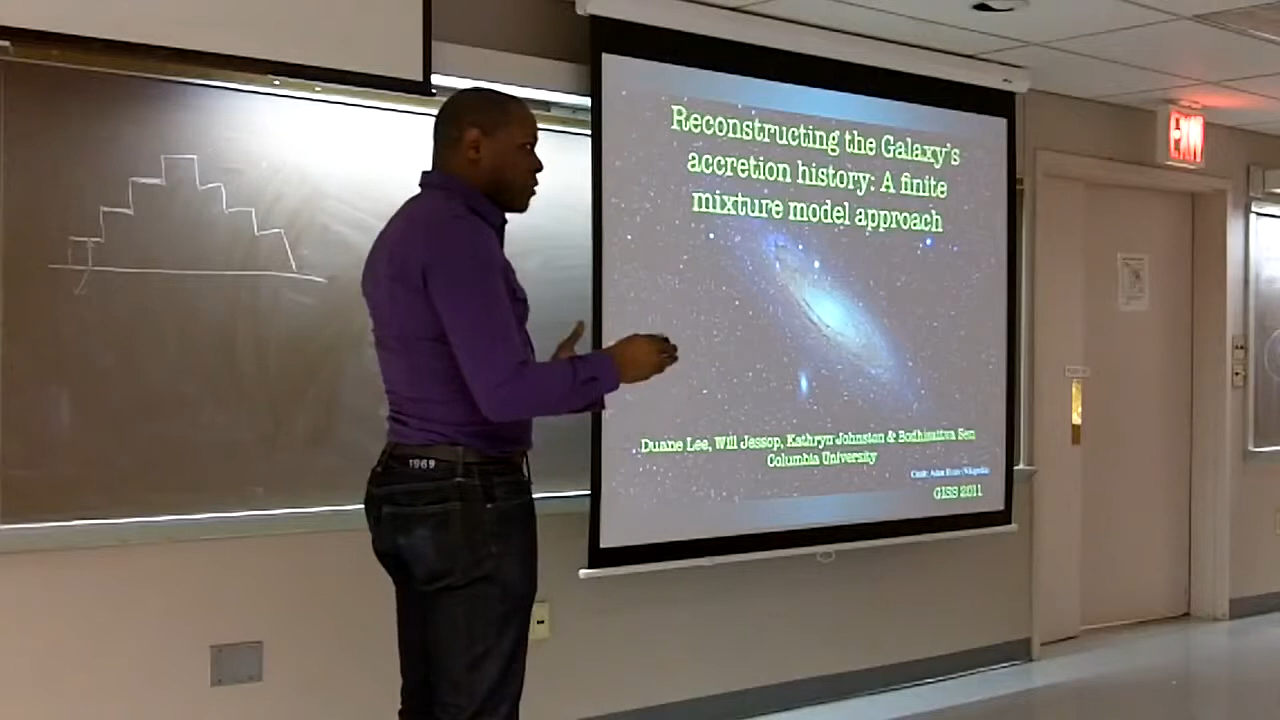 Reconstructing the Galaxy's
accretion history: A finite
mixture model approach
Duane Lee, Will Jessop, Kathryn Johnston & Bodhisattva Sen
Columbia University
GISS 2011
EXIT
1969